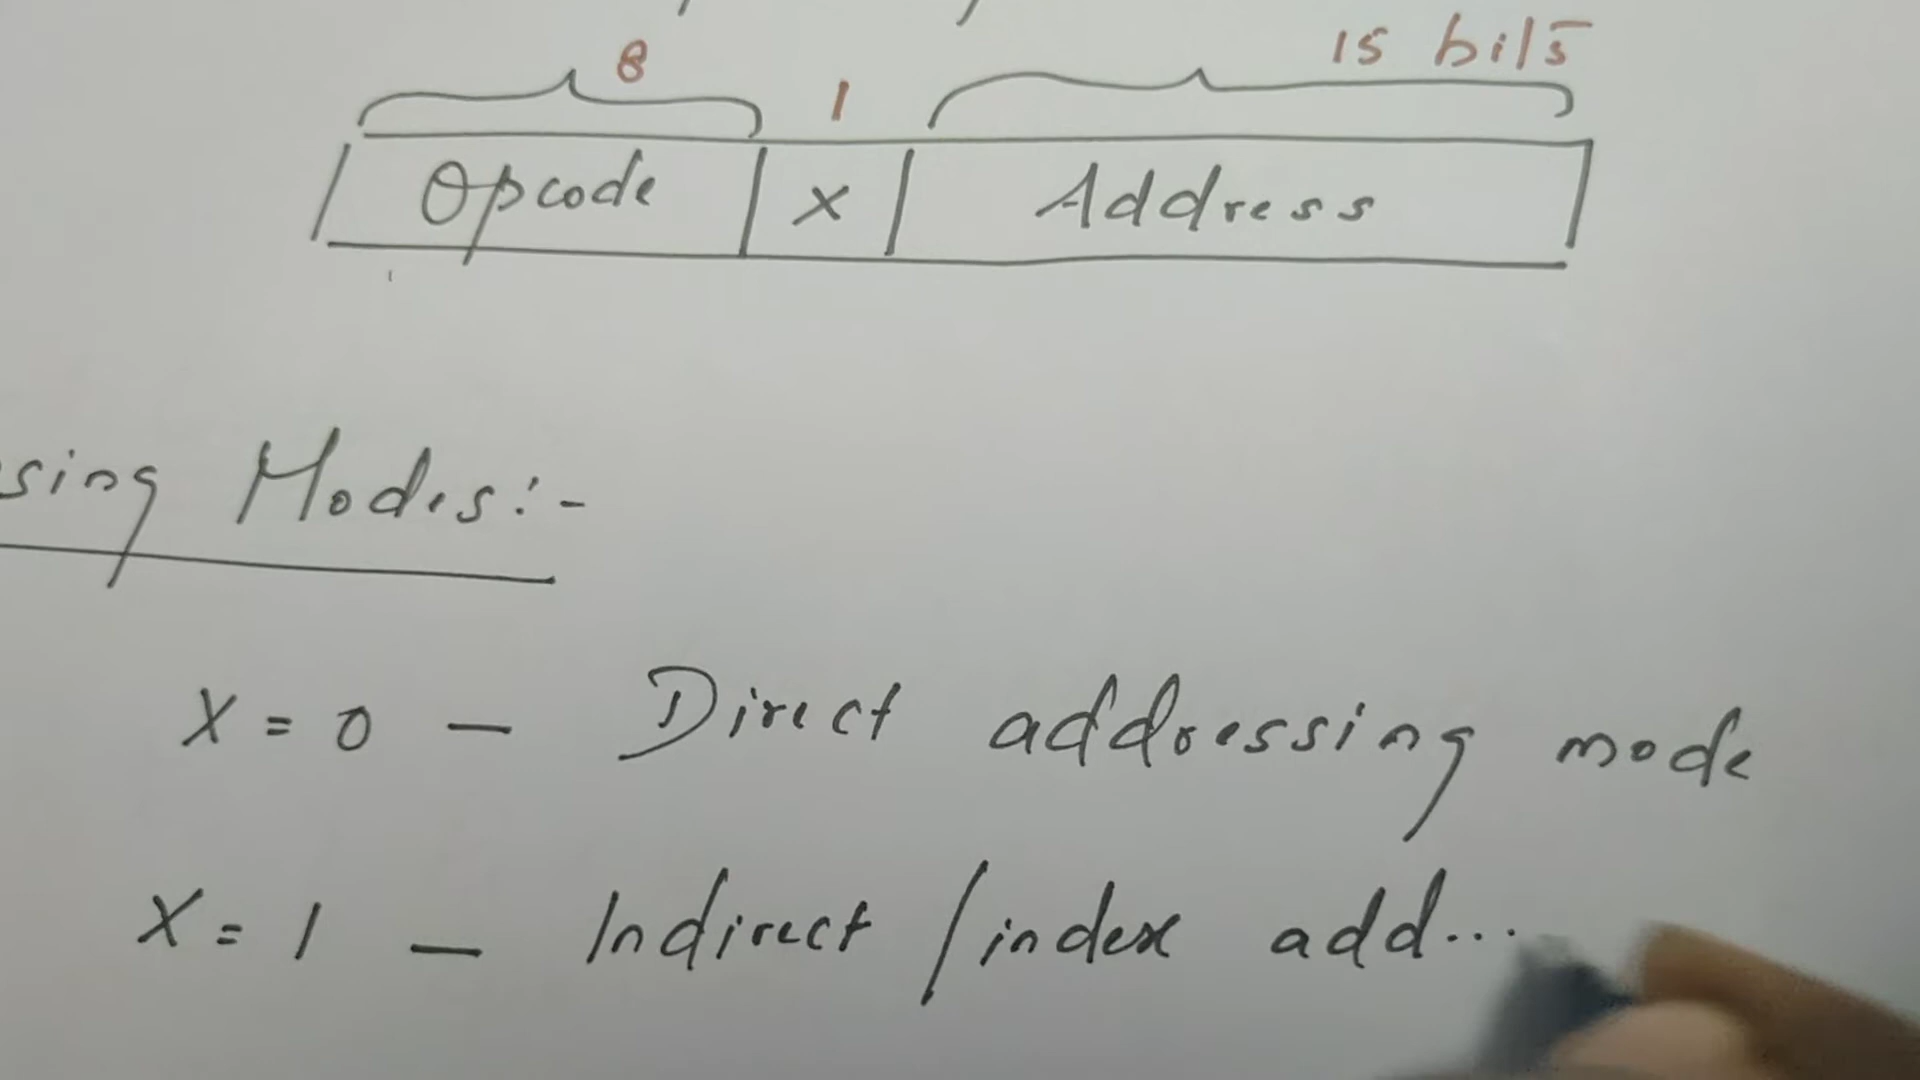 8 1 15 bits
Opcode X Address
sing Modes:-
X = 0 - Direct addressing mode
X = 1 - Indirect / index add...